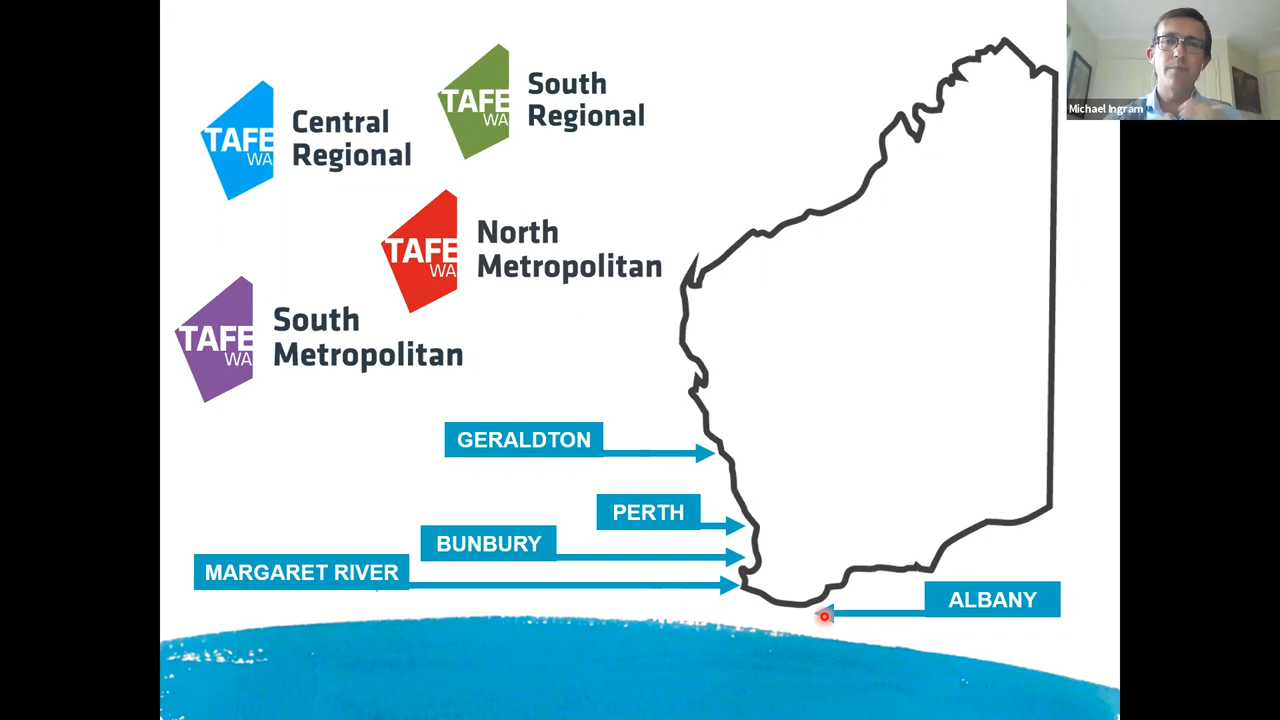 Michael Ingram
TAFE
WA
South
Regional
TAFE
WA
Central
Regional
TAFE
WA
North
Metropolitan
TAFE
WA
South
Metropolitan
GERALDTON
PERTH
BUNBURY
MARGARET RIVER
ALBANY